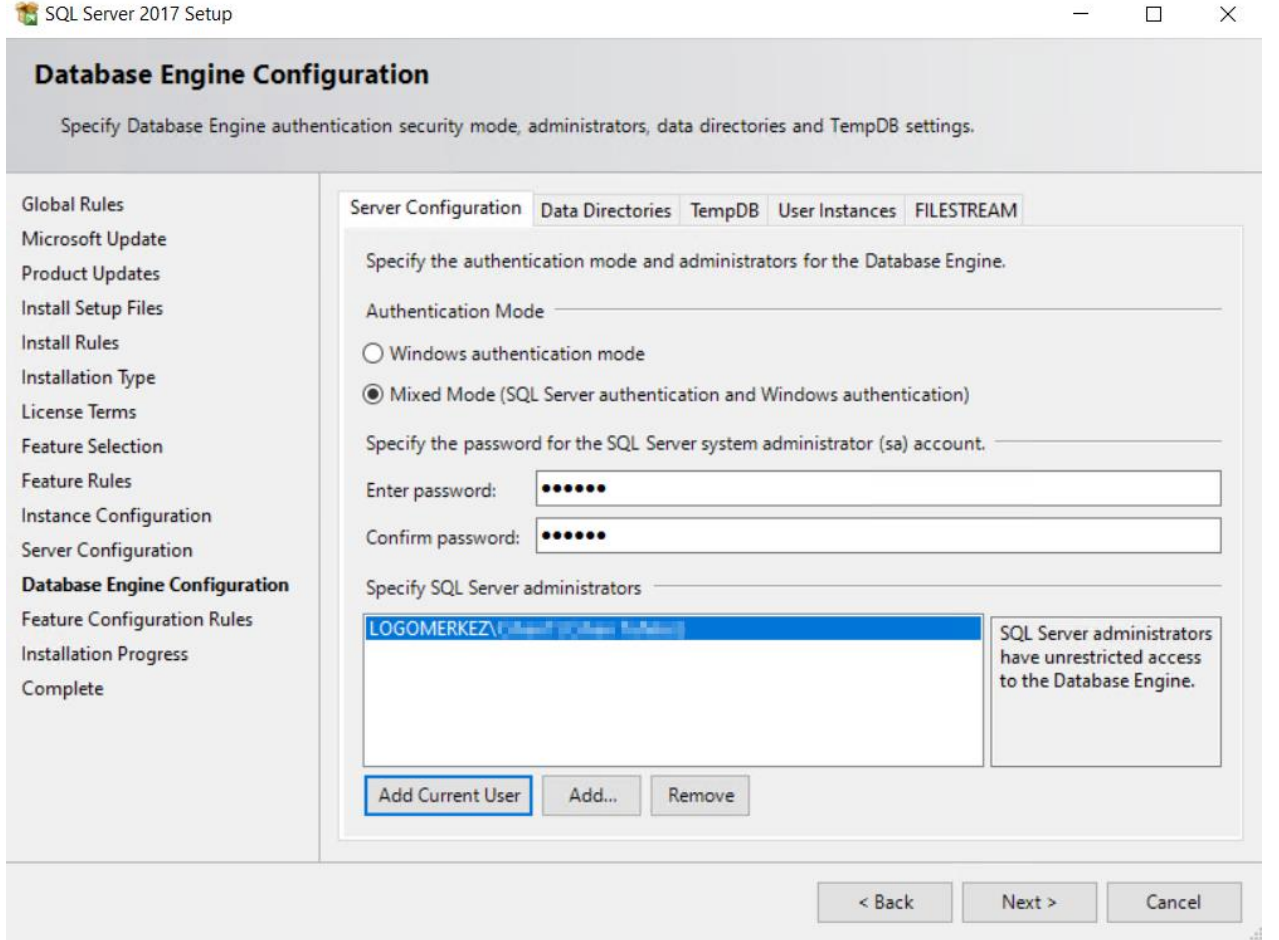 SQL Server 2017 Setup
Database Engine Configuration
Specify Database Engine authentication security mode, administrators, data directories and TempDB settings.
Global Rules
Microsoft Update
Product Updates
Install Setup Files
Install Rules
Installation Type
License Terms
Feature Selection
Feature Rules
Instance Configuration
Server Configuration
Database Engine Configuration
Feature Configuration Rules
Installation Progress
Complete
Server Configuration Data Directories TempDB User Instances FILESTREAM
Specify the authentication mode and administrators for the Database Engine.
Authentication Mode
Windows authentication mode
Mixed Mode (SQL Server authentication and Windows authentication)
Specify the password for the SQL Server system administrator (sa) account.
Enter password: ●●●●●●
Confirm password: ●●●●●●
Specify SQL Server administrators
LOGOMERKEZ\
SQL Server administrators
have unrestricted access
to the Database Engine.
Add Current User Add... Remove
< Back Next > Cancel